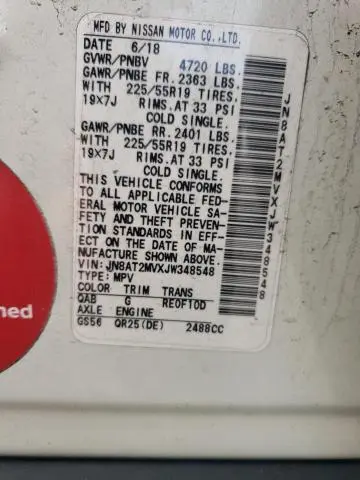 MFD BY NISSAN MOTOR CO.,LTD.
DATE 6/18
GVWR/PNBV 4720 LBS.
GAWR/PNBE FR. 2363 LBS.
WITH 225/55R19 TIRES,
19X7J RIMS, AT 33 PSI
COLD SINGLE.
GAWR/PNBE RR. 2401 LBS.
WITH 225/55R19 TIRES,
19X7J RIMS, AT 33 PSI
COLD SINGLE.
THIS VEHICLE CONFORMS
TO ALL APPLICABLE FED-
ERAL MOTOR VEHICLE SA-
FETY AND THEFT PREV-
ENTION STANDARDS IN EFF-
ECT ON THE DATE OF MA-
NUFACTURE SHOWN ABOVE.
VIN: JN8AT2MVXJW348548
TYPE: MPV
COLOR TRIM TRANS
QAB G RE0F10D
AXLE ENGINE
GS56 QR25(DE) 2488CC
JN8AT2MVXJW348548
ned